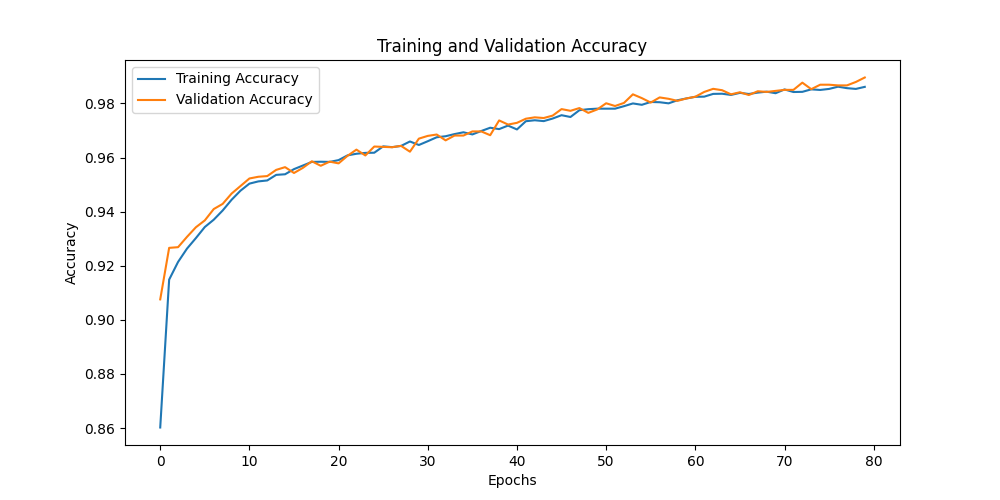 Training and Validation Accuracy
Training Accuracy
Validation Accuracy
0.98
0.96
0.94
0.92
0.90
0.88
0.86
Accuracy
0 10 20 30 40 50 60 70 80
Epochs